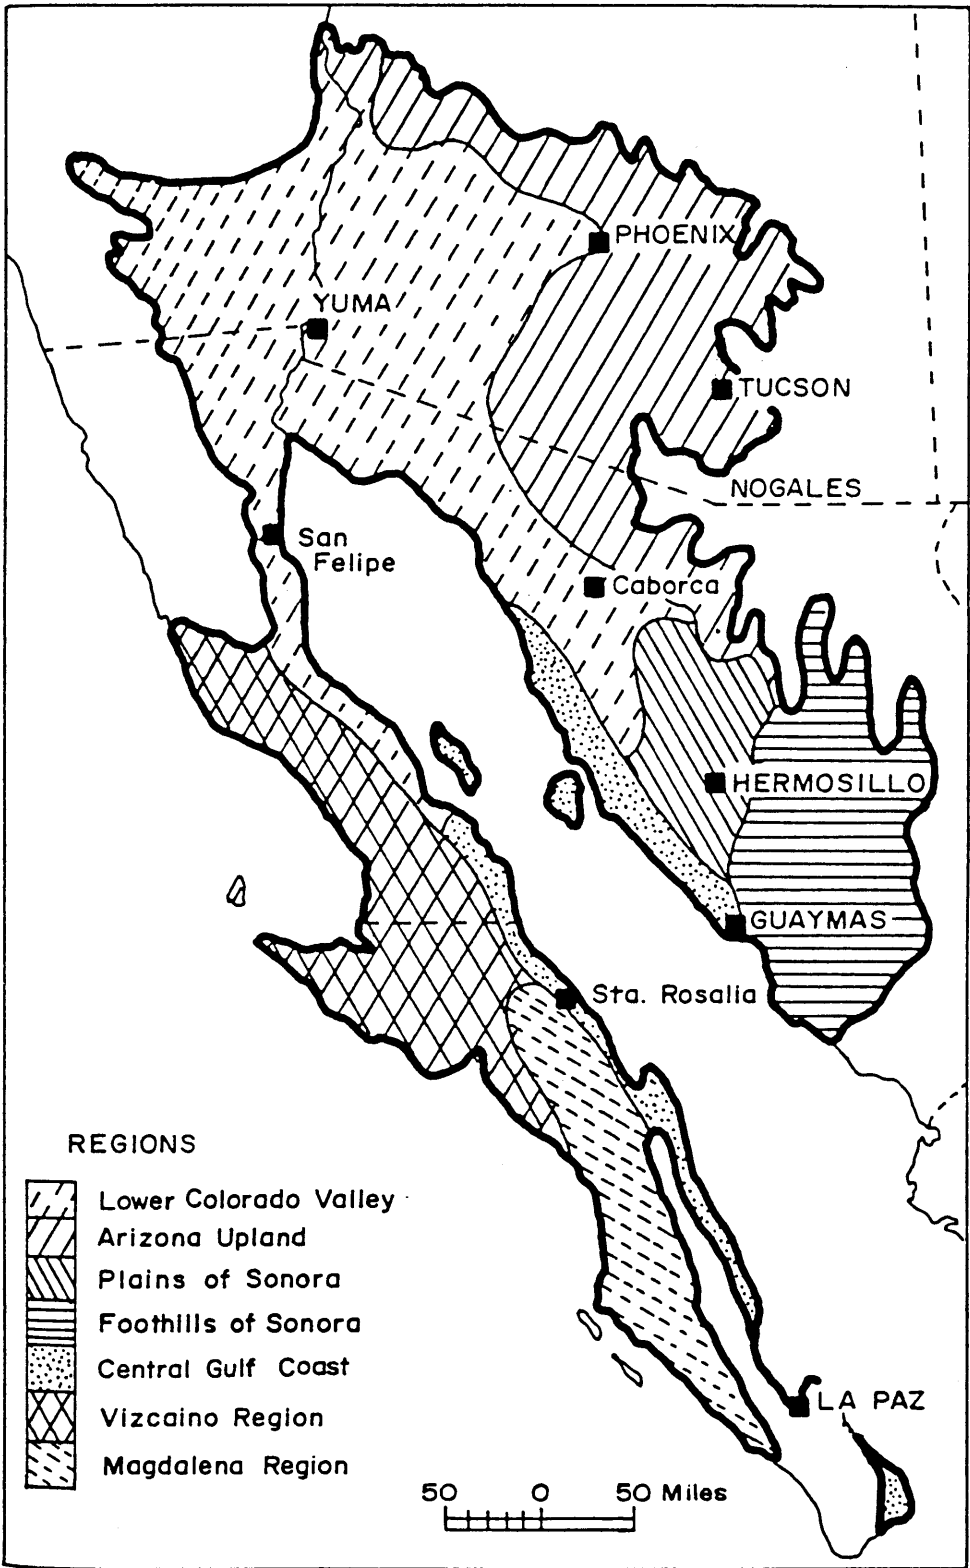 PHOENIX
YUMA
TUCSON
NOGALES
San
Felipe
Caborca
HERMOSILLO
GUAYMAS
Sta. Rosalia
REGIONS
Lower Colorado Valley
Arizona Upland
Plains of Sonora
Foothills of Sonora
Central Gulf Coast
Vizcaino Region
Magdalena Region
LA PAZ
50 0 50 Miles